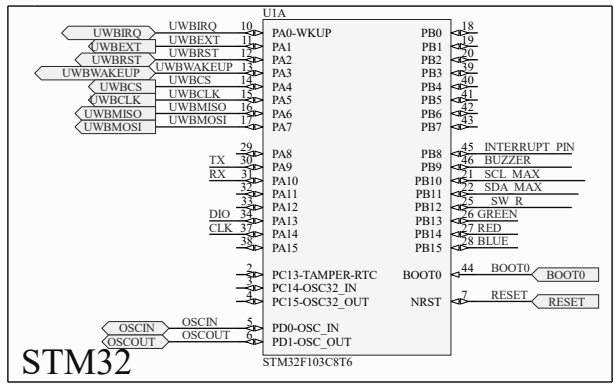 U1A
UWBIRQ UWBIRQ 10 PA0-WKUP PB0 18
UWBEXT UWBEXT 11 PA1 PB1 19
UWBRST UWBRST 12 PA2 PB2 20
UWBWAKEUP UWBWAKEUP 13 PA3 PB3 39
UWBCS UWBCS 14 PA4 PB4 40
UWBCLK UWBCLK 15 PA5 PB5 41
UWBMISO UWBMISO 16 PA6 PB6 42
UWBMOSI UWBMOSI 17 PA7 PB7 43
29 PA8 PB8 45 INTERRUPT_PIN
TX 30 PA9 PB9 46 BUZZER
RX 31 PA10 PB10 21 SCL_MAX
32 PA11 PB11 22 SDA_MAX
33 PA12 PB12 25 SW_R
DIO 34 PA13 PB13 26 GREEN
CLK 37 PA14 PB14 27 RED
38 PA15 PB15 28 BLUE
2 PC13-TAMPER-RTC BOOT0 44 BOOT0 BOOT0
3 PC14-OSC32_IN
4 PC15-OSC32_OUT NRST 7 RESET RESET
OSCIN OSCIN 5 PD0-OSC_IN
OSCOUT OSCOUT 6 PD1-OSC_OUT
STM32F103C8T6
STM32